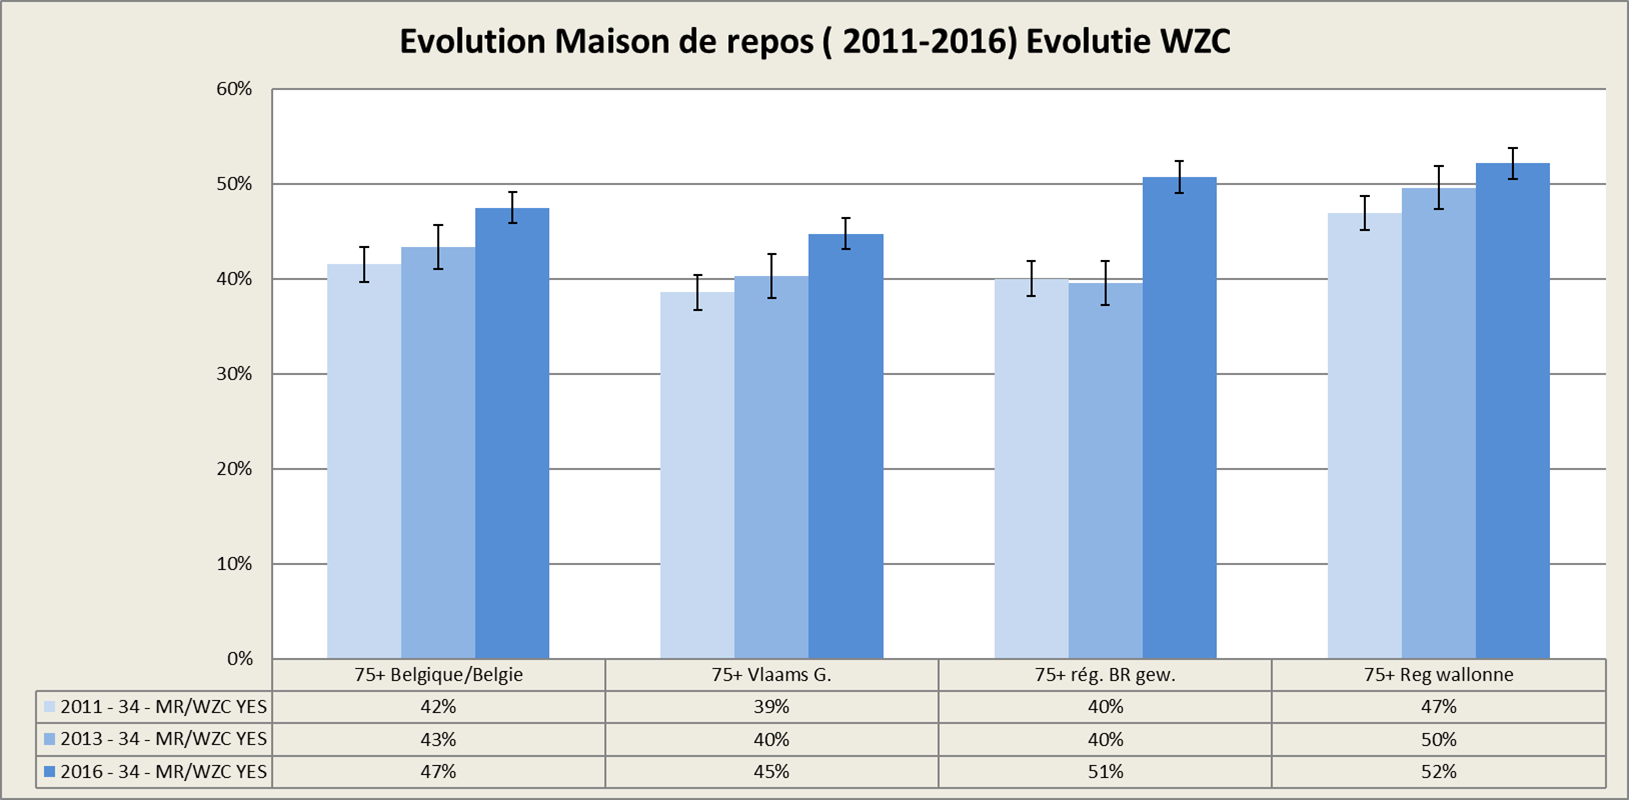 Evolution Maison de repos ( 2011-2016) Evolutie WZC
60%
50%
40%
30%
20%
10%
0%
75+ Belgique/Belgie 75+ Vlaams G. 75+ rég. BR gew. 75+ Reg wallonne
2011 - 34 - MR/WZC YES 42% 39% 40% 47%
2013 - 34 - MR/WZC YES 43% 40% 40% 50%
2016 - 34 - MR/WZC YES 47% 45% 51% 52%